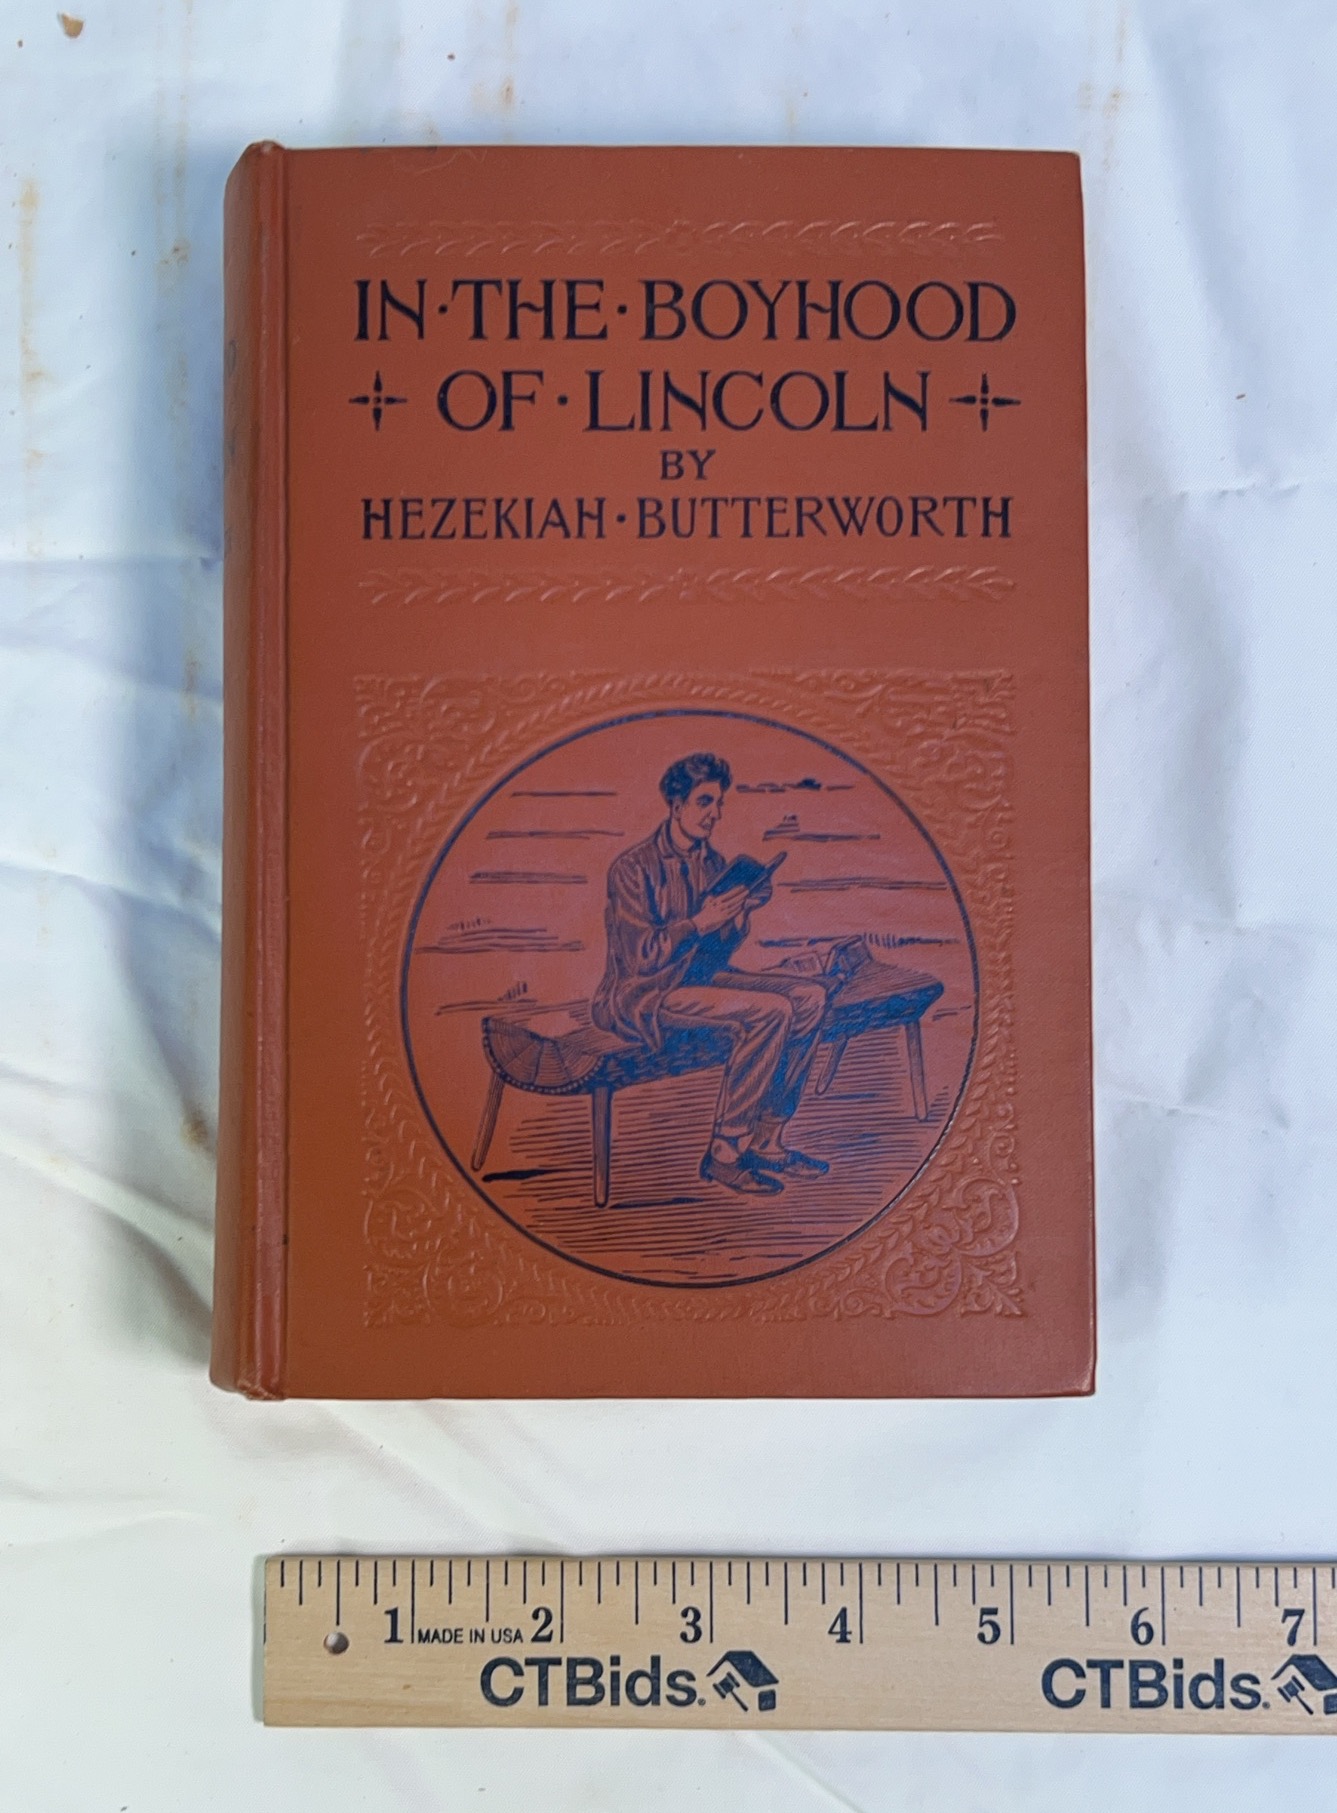 IN·THE·BOYHOOD
OF·LINCOLN
BY
HEZEKIAH·BUTTERWORTH
1 MADE IN USA 2 3 4 5 6 7
CTBids. CTBids.